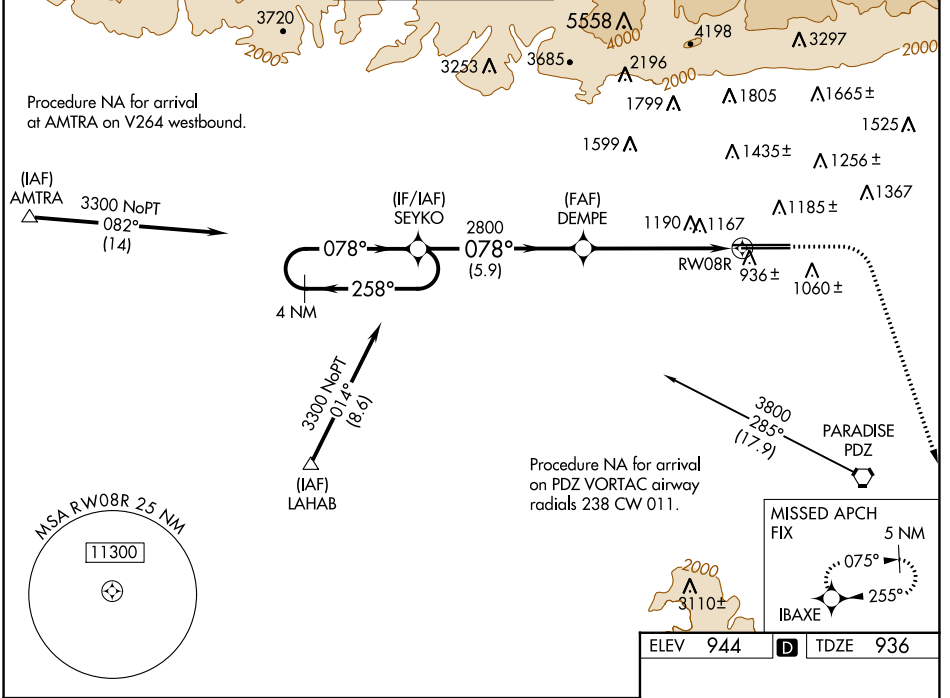 3720
2000
5558
4000
4198
3297
2000
3253
3685
2196
2000
1799
1805
1665±
1525
Procedure NA for arrival
at AMTRA on V264 westbound.
1599
1435±
1256±
(IAF)
AMTRA
3300 NoPT
082°
(14)
(IF/IAF)
SEYKO
(FAF)
DEMPE
1367
1185±
1190
1167
078°
2800
078°
(5.9)
RW08R
936±
1060±
258°
4 NM
3300 NoPT
014°
(8.6)
(IAF)
LAHAB
3800
285°
(17.9)
PARADISE
PDZ
Procedure NA for arrival
on PDZ VORTAC airway
radials 238 CW 011.
MSA RW08R 25 NM
11300
MISSED APCH
FIX
5 NM
075°
255°
IBAXE
2000
3110±
ELEV 944
D
TDZE 936